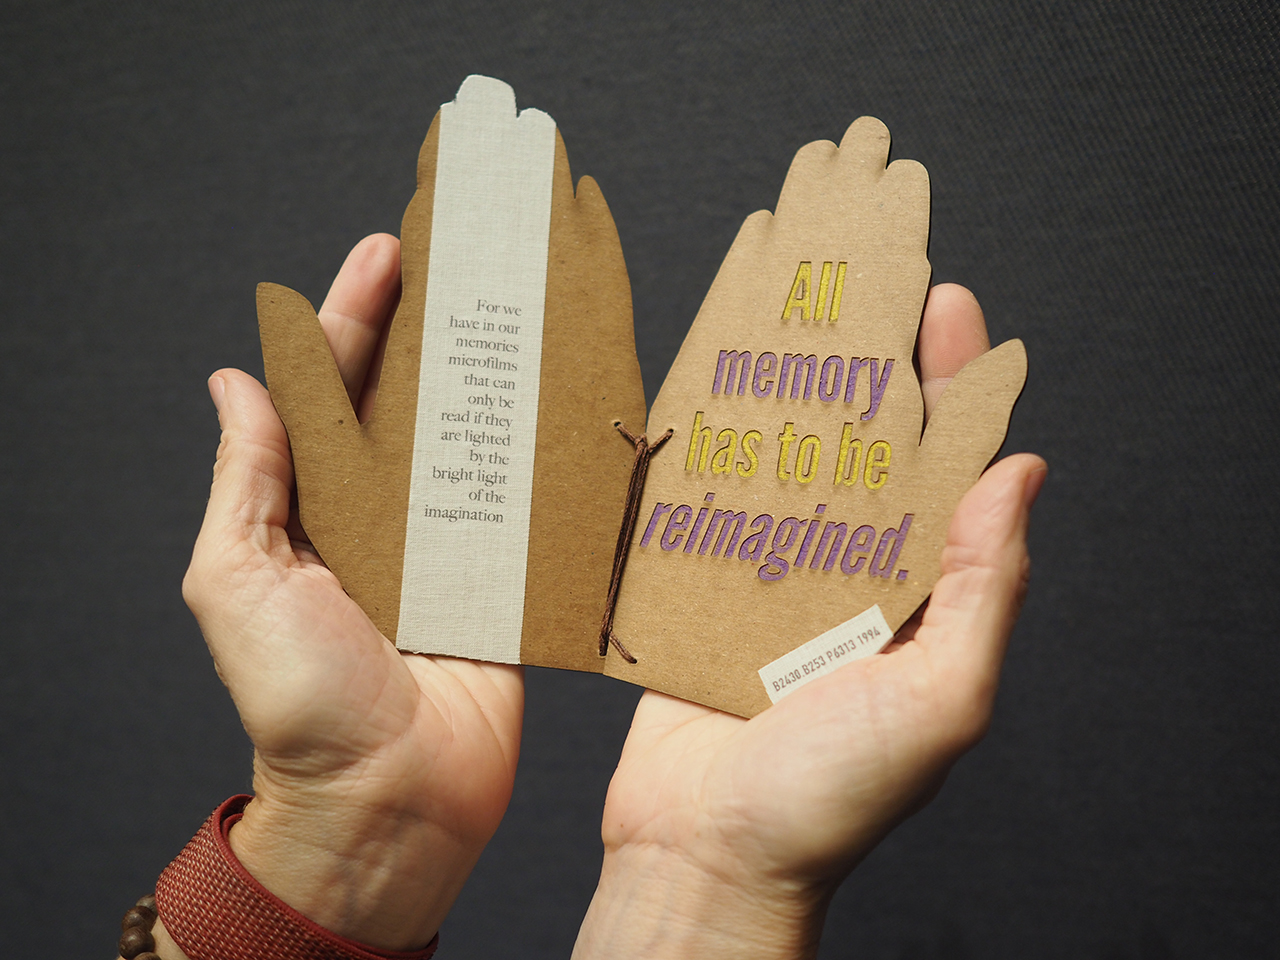 For we
have in our
memories
microfilms
that can
only be
read if they
are lighted
by the
bright light
of the
imagination
All
memory
has to be
reimagined.
B2430.B253 P6313 1994